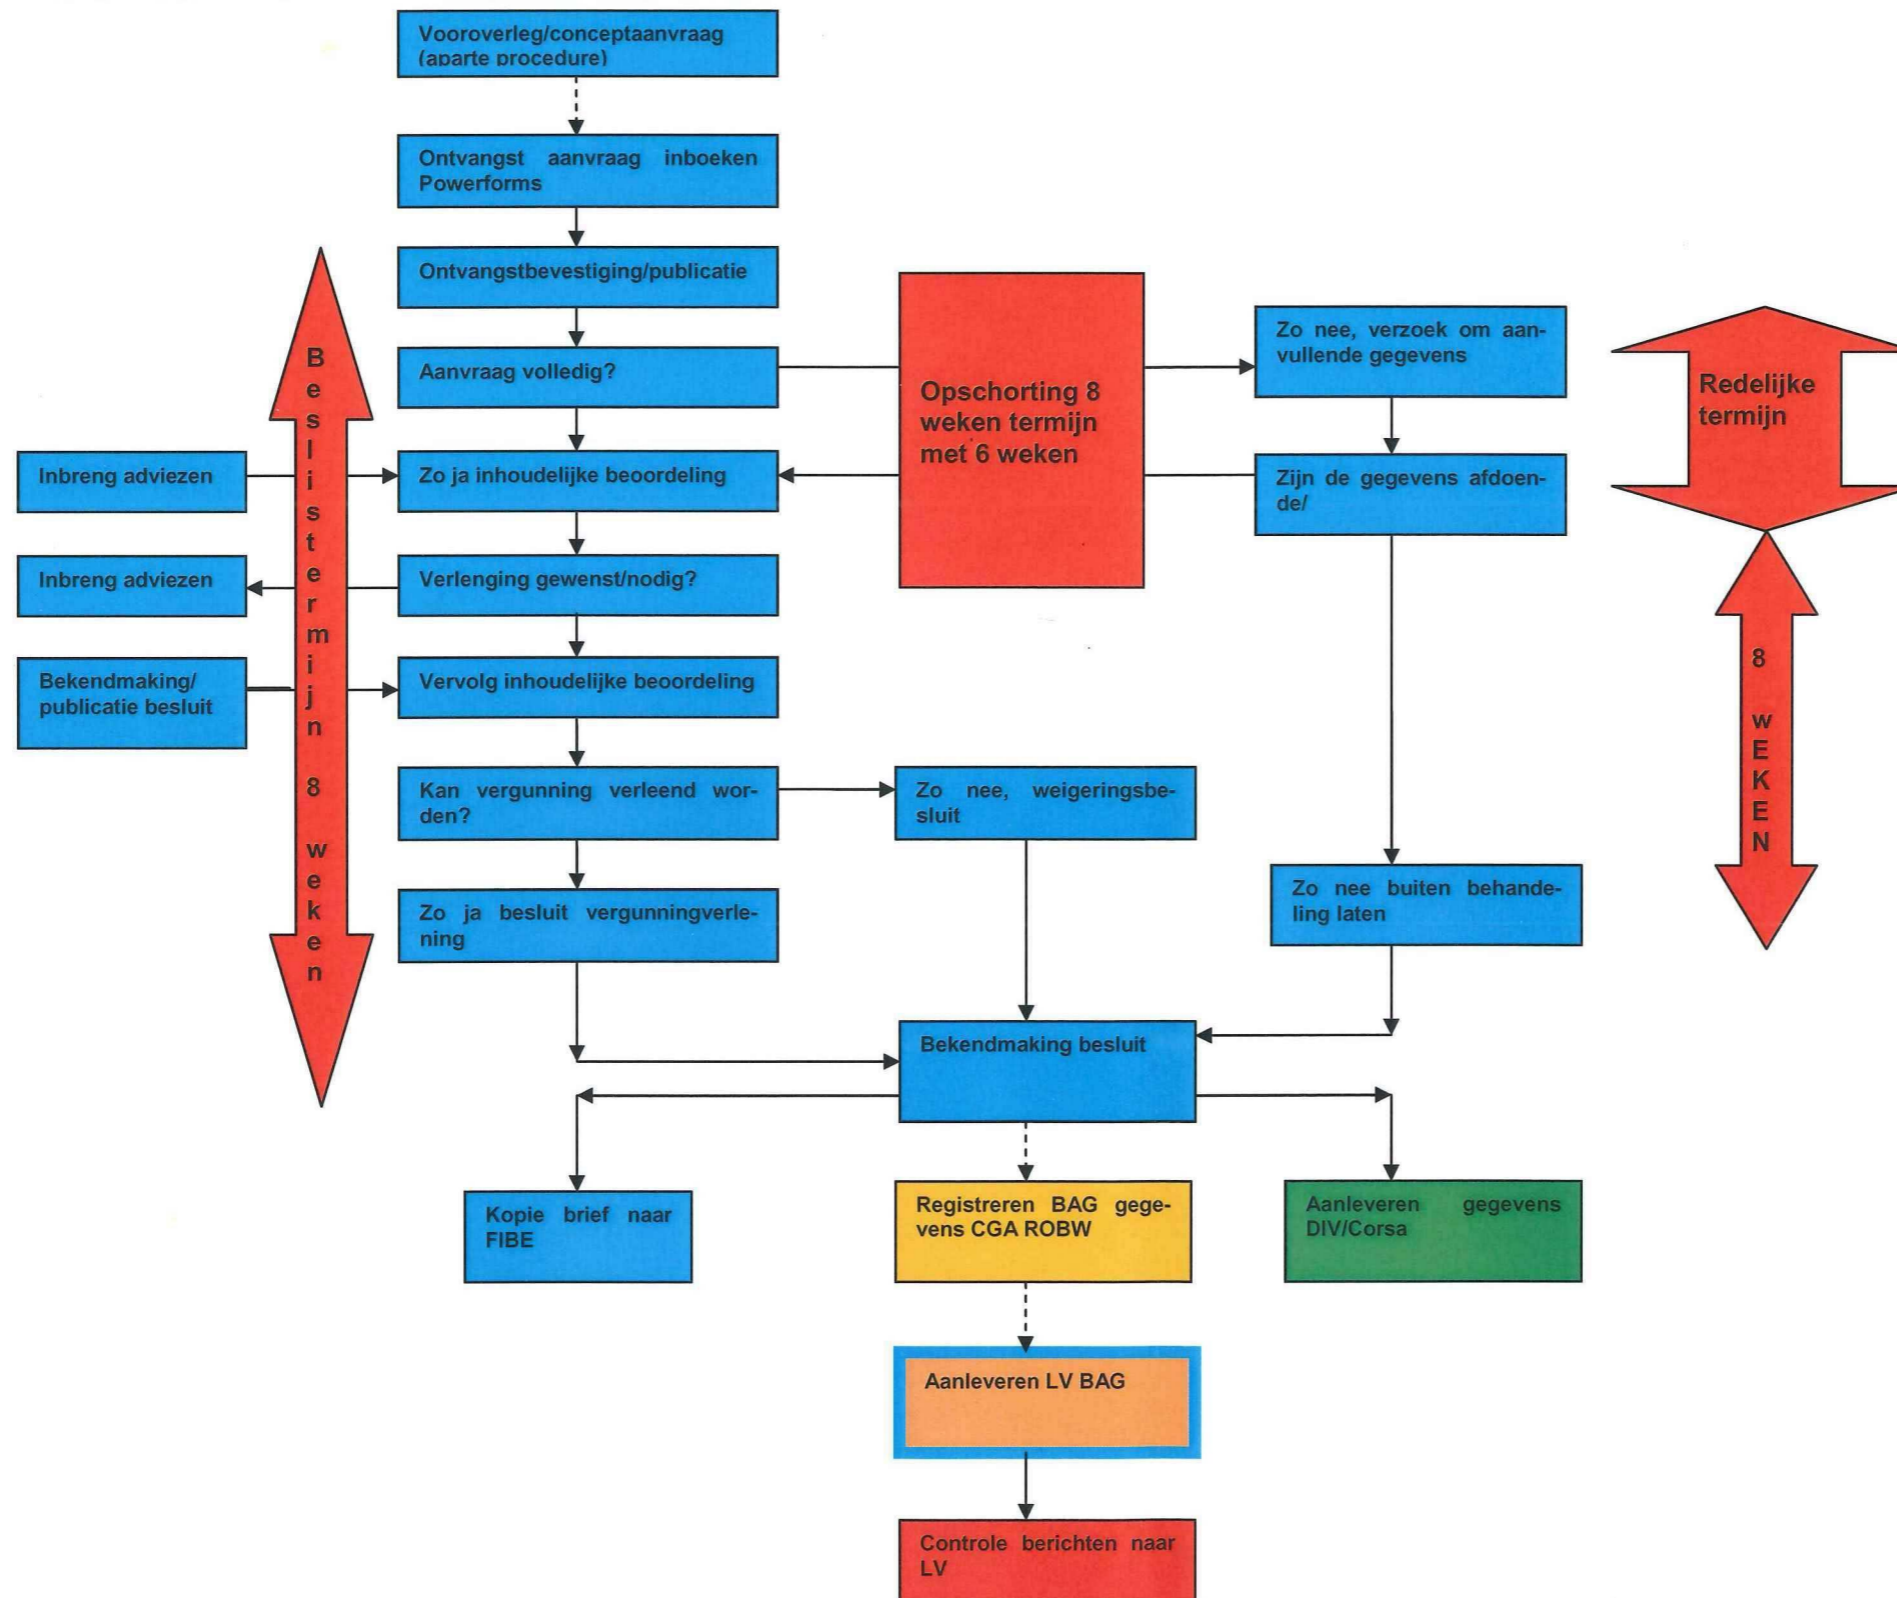 Vooroverleg/conceptaanvraag
(aparte procedure)
Ontvangst aanvraag inboeken
Powerforms
Ontvangstbevestiging/publicatie
Aanvraag volledig?
Opschorting 8
weken termijn
met 6 weken
Zo nee, verzoek om aan-
vullende gegevens
Redelijke
termijn
Beslistermijn 8 weken
Inbreng adviezen
Zo ja inhoudelijke beoordeling
Zijn de gegevens afdoen-
de/
Inbreng adviezen
Verlenging gewenst/nodig?
Bekendmaking/
publicatie besluit
Vervolg inhoudelijke beoordeling
8 wEKEN
Kan vergunning verleend wor-
den?
Zo nee, weigeringsbe-
sluit
Zo ja besluit vergunningverle-
ning
Zo nee buiten behande-
ling laten
Bekendmaking besluit
Kopie brief naar
FIBE
Registreren BAG gege-
vens CGA ROBW
Aanleveren gegevens
DIV/Corsa
Aanleveren LV BAG
Controle berichten naar
LV